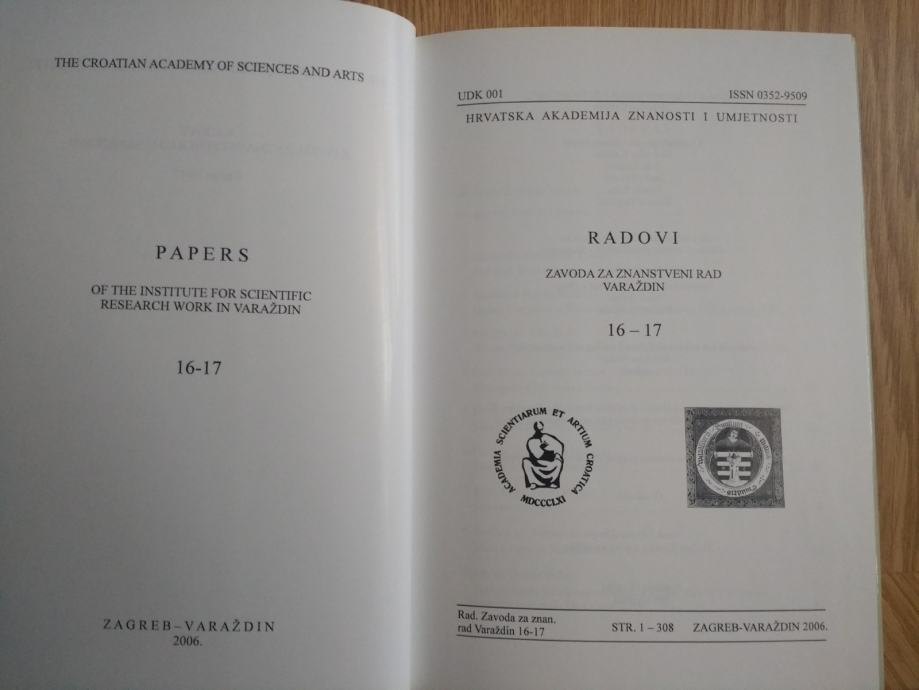 THE CROATIAN ACADEMY OF SCIENCES AND ARTS
PAPERS
OF THE INSTITUTE FOR SCIENTIFIC
RESEARCH WORK IN VARAŽDIN
16-17
ZAGREB–VARAŽDIN
2006.
UDK 001 ISSN 0352-9509
HRVATSKA AKADEMIJA ZNANOSTI I UMJETNOSTI
RADOVI
ZAVODA ZA ZNANSTVENI RAD
VARAŽDIN
16 – 17
ACADEMIA SCIENTIARUM ET ARTIUM CROATICA
MDCCCLXI
Rad. Zavoda za znan.
rad Varaždin 16-17
STR. 1 – 308
ZAGREB-VARAŽDIN 2006.